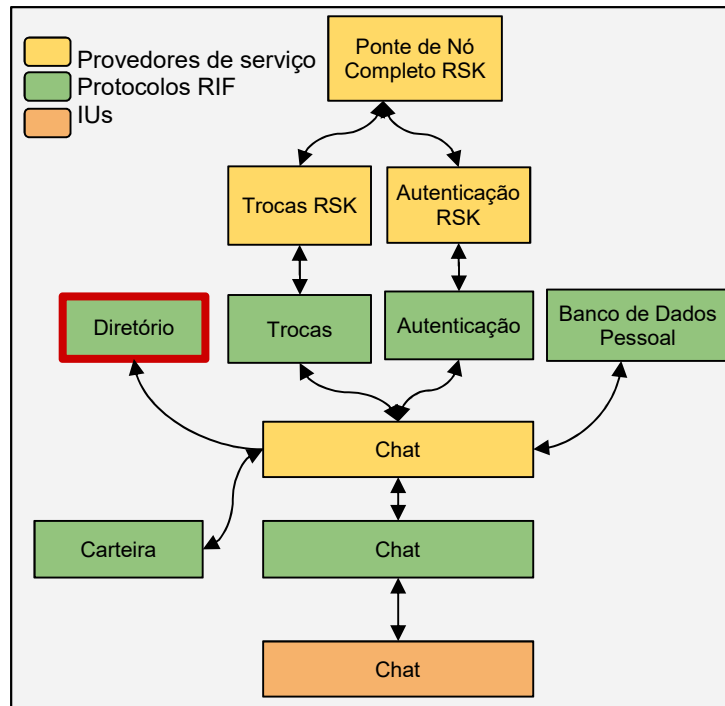 Provedores de serviço
Protocolos RIF
IUs
Ponte de Nó
Completo RSK
Trocas RSK
Autenticação
RSK
Diretório
Trocas
Autenticação
Banco de Dados
Pessoal
Chat
Carteira
Chat
Chat